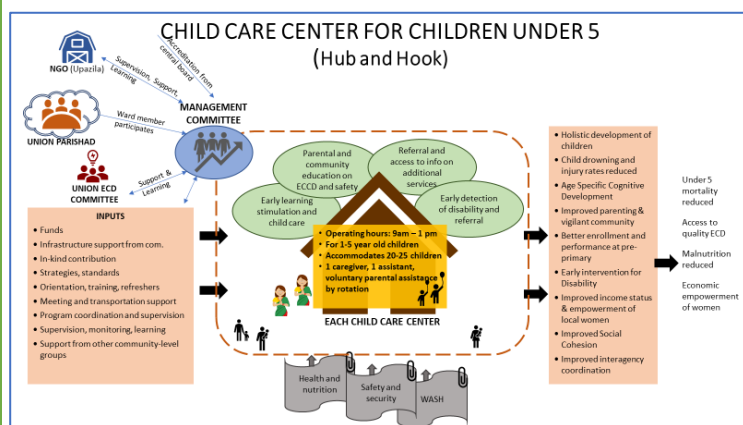 CHILD CARE CENTER FOR CHILDREN UNDER 5
(Hub and Hook)
NGO (Upazila)
Supervision, Support,
Learning
Accreditation from
central board
MANAGEMENT
COMMITTEE
Ward member
participates
UNION PARISHAD
UNION ECD
COMMITTEE
Support &
Learning
INPUTS
• Funds
• Infrastructure support from com.
• In-kind contribution
• Strategies, standards
• Orientation, training, refreshers
• Meeting and transportation support
• Program coordination and supervision
• Supervision, monitoring, learning
• Support from other community-level
groups
Early learning
stimulation and
child care
Parental and
community
education on
ECCD and safety
Referral and
access to info on
additional
services
Early detection
of disability and
referral
• Operating hours: 9am – 1 pm
• For 1-5 year old children
• Accommodates 20-25 children
• 1 caregiver, 1 assistant,
voluntary parental assistance
by rotation
EACH CHILD CARE CENTER
Health and
nutrition
Safety and
security
WASH
• Holistic development of
children
• Child drowning and
injury rates reduced
• Age Specific Cognitive
Development
• Improved parenting &
vigilant community
• Better enrollment and
performance at pre-
primary
• Early intervention for
Disability
• Improved income status
& empowerment of
local women
• Improved Social
Cohesion
• Improved interagency
coordination
Under 5
mortality
reduced
Access to
quality ECD
Malnutrition
reduced
Economic
empowerment
of women